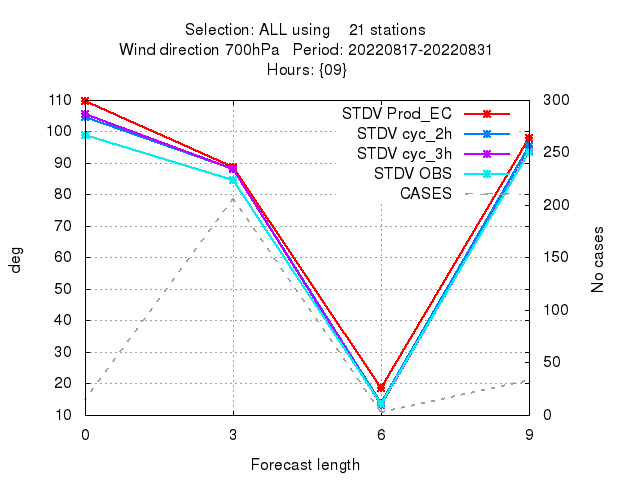 Selection: ALL using    21 stations
Wind direction 700hPa   Period: 20220817-20220831
Hours: {09}
110
100
90
80
70
60
50
40
30
20
10
300
250
200
150
100
50
0
STDV Prod_EC
STDV cyc_2h
STDV cyc_3h
STDV OBS
CASES
deg
No cases
0 3 6 9
Forecast length